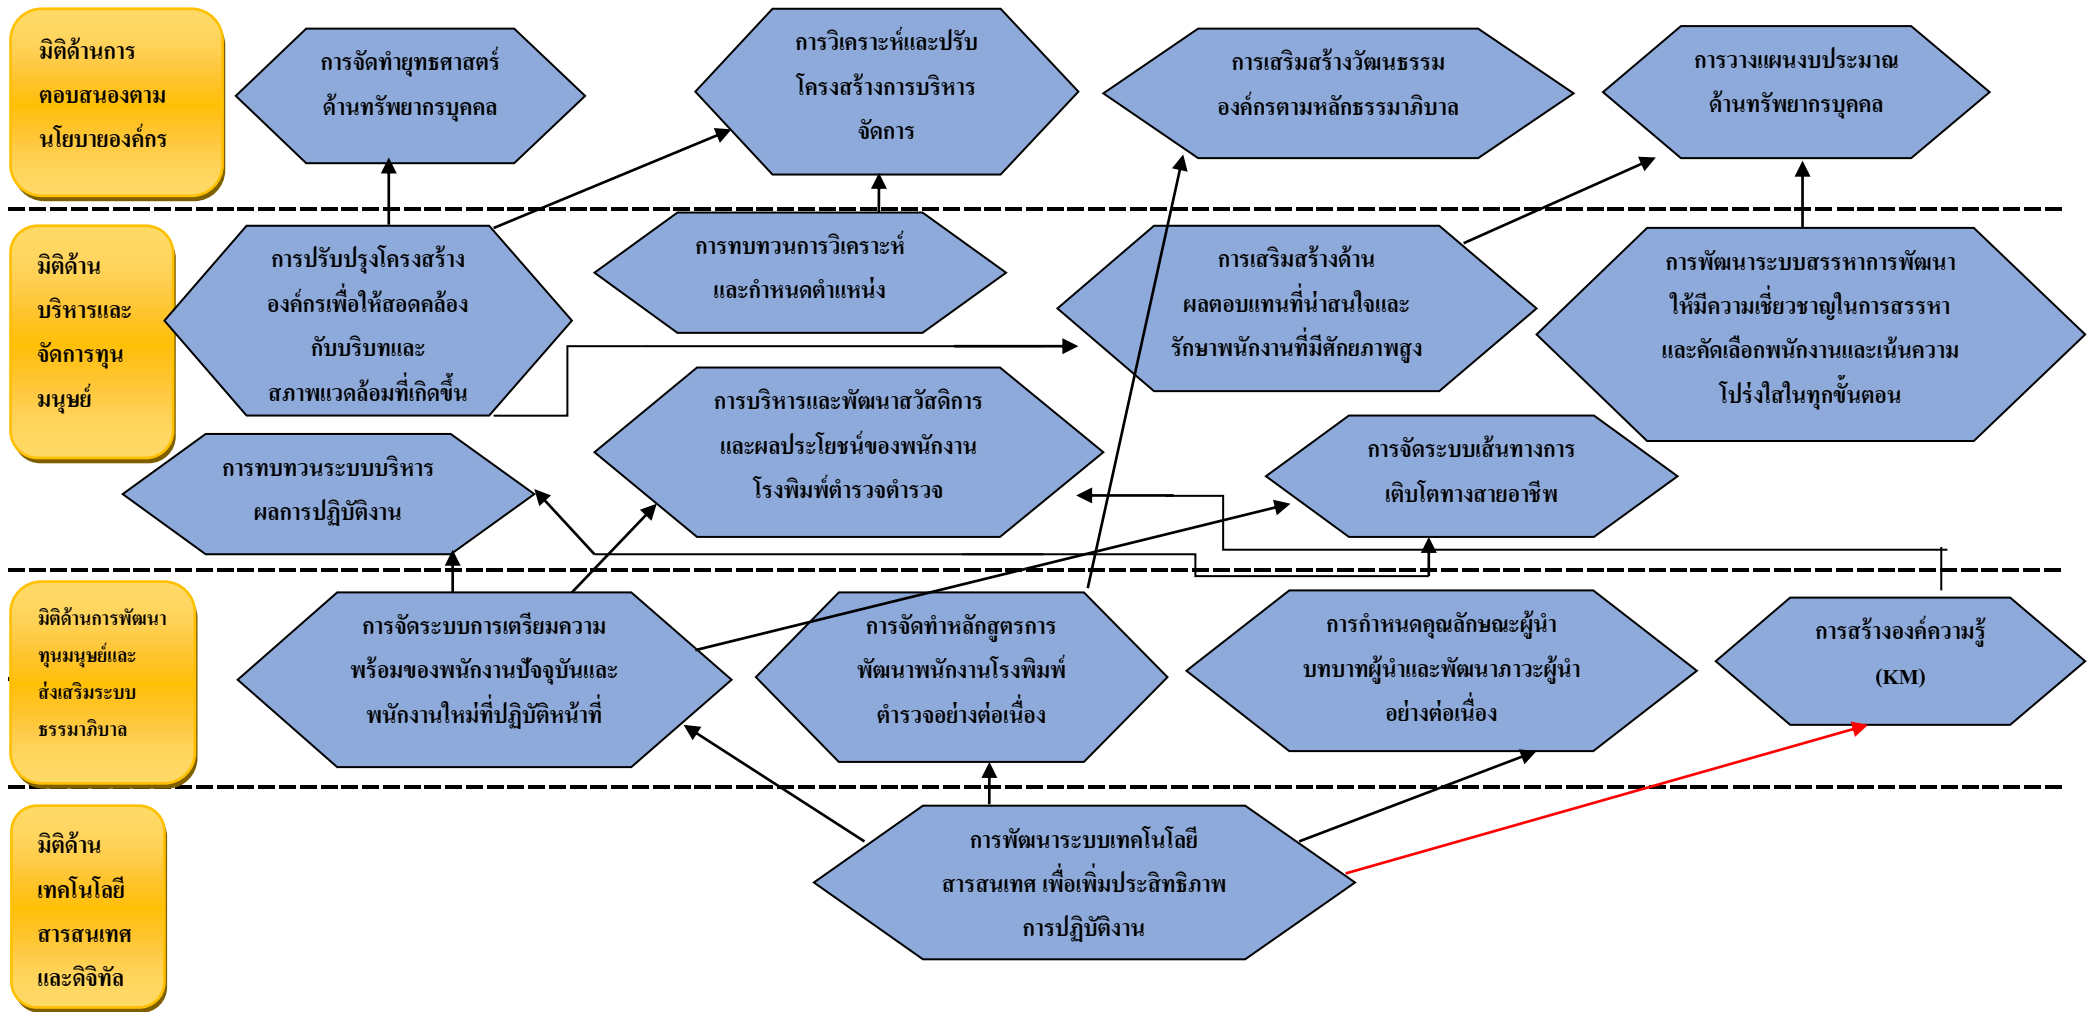 มิติด้านการ
ตอบสนองตาม
นโยบายองค์กร
การจัดทำยุทธศาสตร์
ด้านทรัพยากรบุคคล
การวิเคราะห์และปรับ
โครงสร้างการบริหาร
จัดการ
การเสริมสร้างวัฒนธรรม
องค์กรตามหลักธรรมาภิบาล
การวางแผนงบประมาณ
ด้านทรัพยากรบุคคล
มิติด้าน
บริหารและ
จัดการทุน
มนุษย์
การปรับปรุงโครงสร้าง
องค์กรเพื่อให้สอดคล้อง
กับบริบทและ
สภาพแวดล้อมที่เกิดขึ้น
การทบทวนการวิเคราะห์
และกำหนดตำแหน่ง
การเสริมสร้างด้าน
ผลตอบแทนที่น่าสนใจและ
รักษาพนักงานที่มีศักยภาพสูง
การพัฒนาระบบสรรหาการพัฒนา
ให้มีความเชี่ยวชาญในการสรรหา
และคัดเลือกพนักงานและเน้นความ
โปร่งใสในทุกขั้นตอน
การทบทวนระบบบริหาร
ผลการปฏิบัติงาน
การบริหารและพัฒนาสวัสดิการ
และผลประโยชน์ของพนักงาน
โรงพิมพ์ตำรวจตำรวจ
การจัดระบบเส้นทางการ
เติบโตทางสายอาชีพ
มิติด้านการพัฒนา
ทุนมนุษย์และ
ส่งเสริมระบบ
ธรรมาภิบาล
การจัดระบบการเตรียมความ
พร้อมของพนักงานปัจจุบันและ
พนักงานใหม่ที่ปฏิบัติหน้าที่
การจัดทำหลักสูตรการ
พัฒนาพนักงานโรงพิมพ์
ตำรวจอย่างต่อเนื่อง
การกำหนดคุณลักษณะผู้นำ
บทบาทผู้นำและพัฒนาภาวะผู้นำ
อย่างต่อเนื่อง
การสร้างองค์ความรู้
(KM)
มิติด้าน
เทคโนโลยี
สารสนเทศ
และดิจิทัล
การพัฒนาระบบเทคโนโลยี
สารสนเทศ เพื่อเพิ่มประสิทธิภาพ
การปฏิบัติงาน